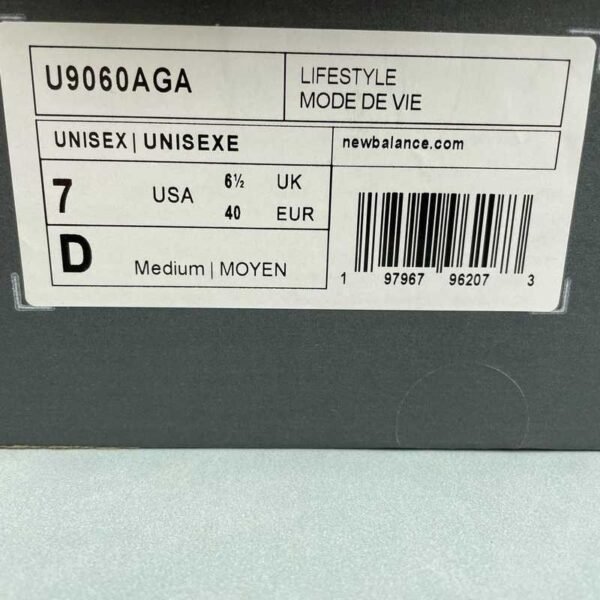 U9060AGA
LIFESTYLE
MODE DE VIE
UNISEX | UNISEXE
newbalance.com
7 USA 6½ UK
40 EUR
D Medium | MOYEN
1 97967 96207 3